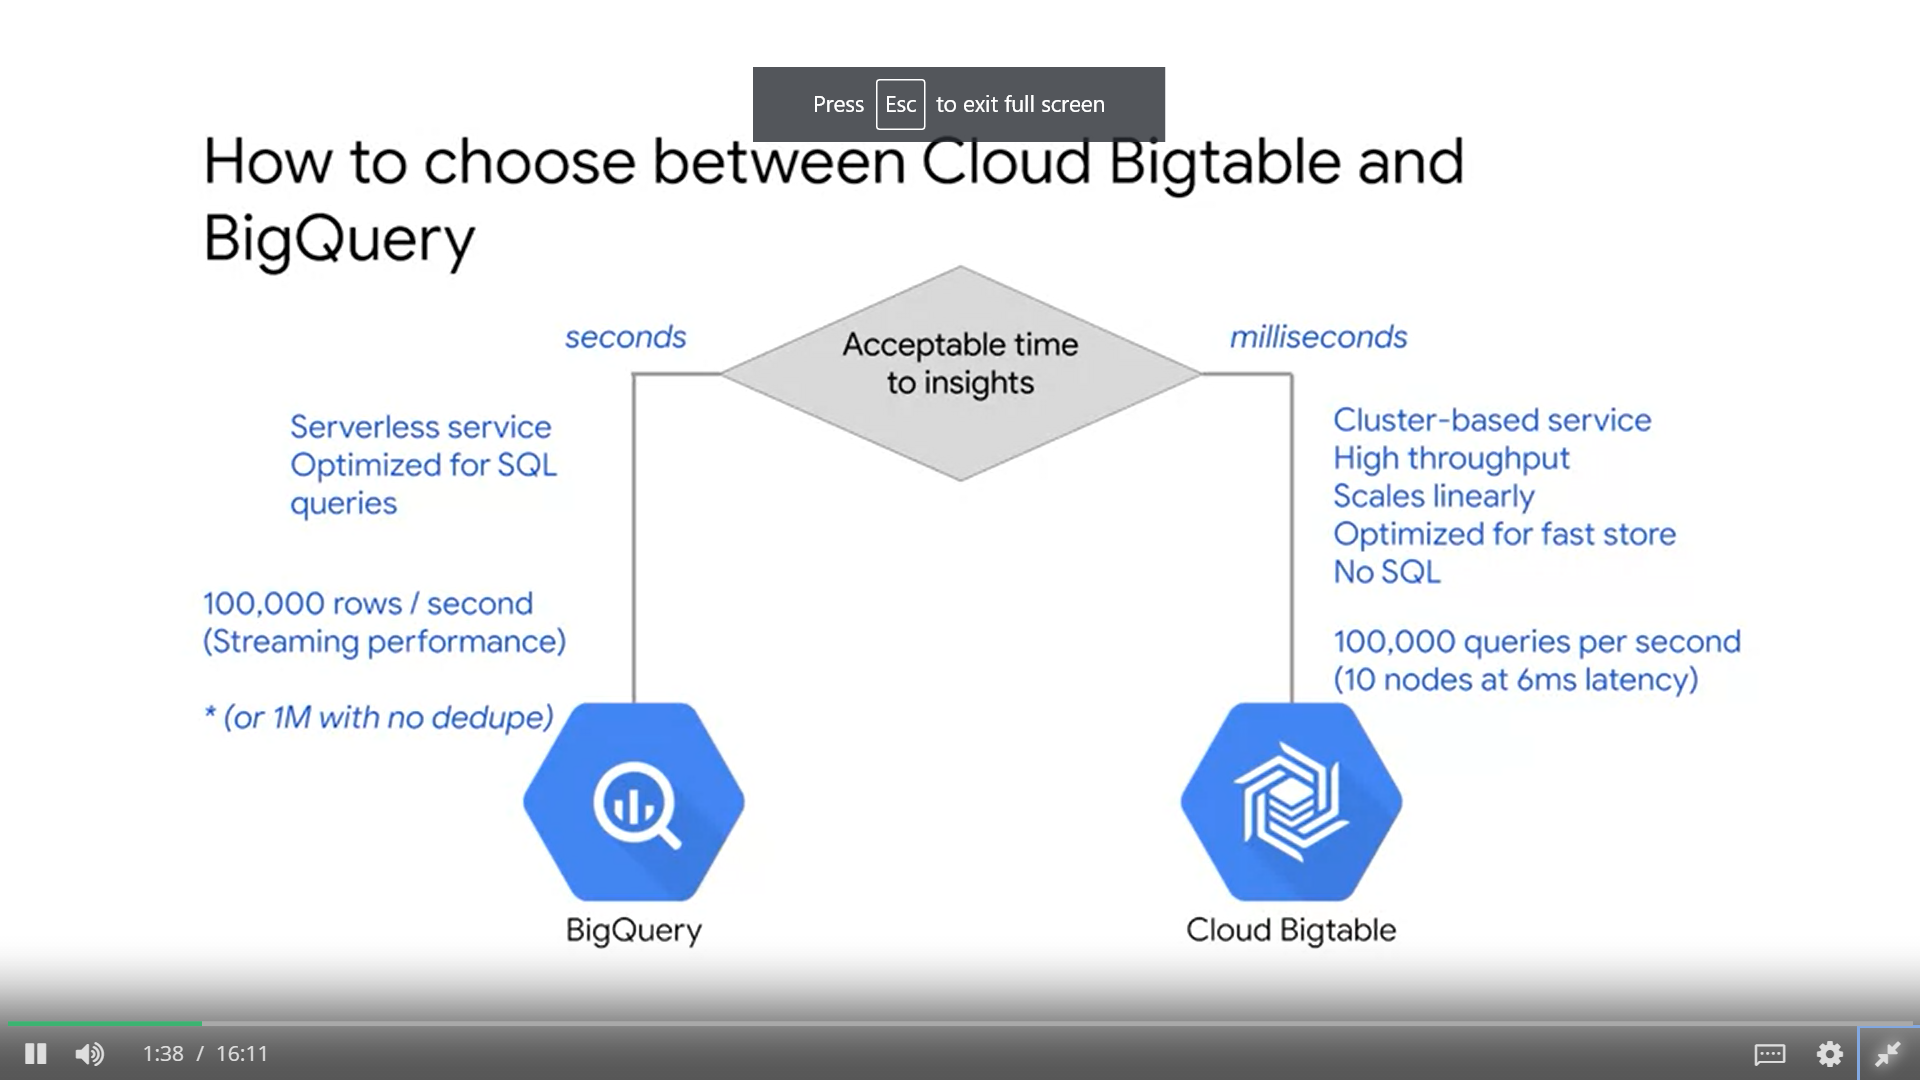 Press Esc to exit full screen
How to choose between Cloud Bigtable and
BigQuery
seconds
Acceptable time
to insights
milliseconds
Serverless service
Optimized for SQL
queries
100,000 rows / second
(Streaming performance)
* (or 1M with no dedupe)
Cluster-based service
High throughput
Scales linearly
Optimized for fast store
No SQL
100,000 queries per second
(10 nodes at 6ms latency)
BigQuery
Cloud Bigtable
1:38 / 16:11